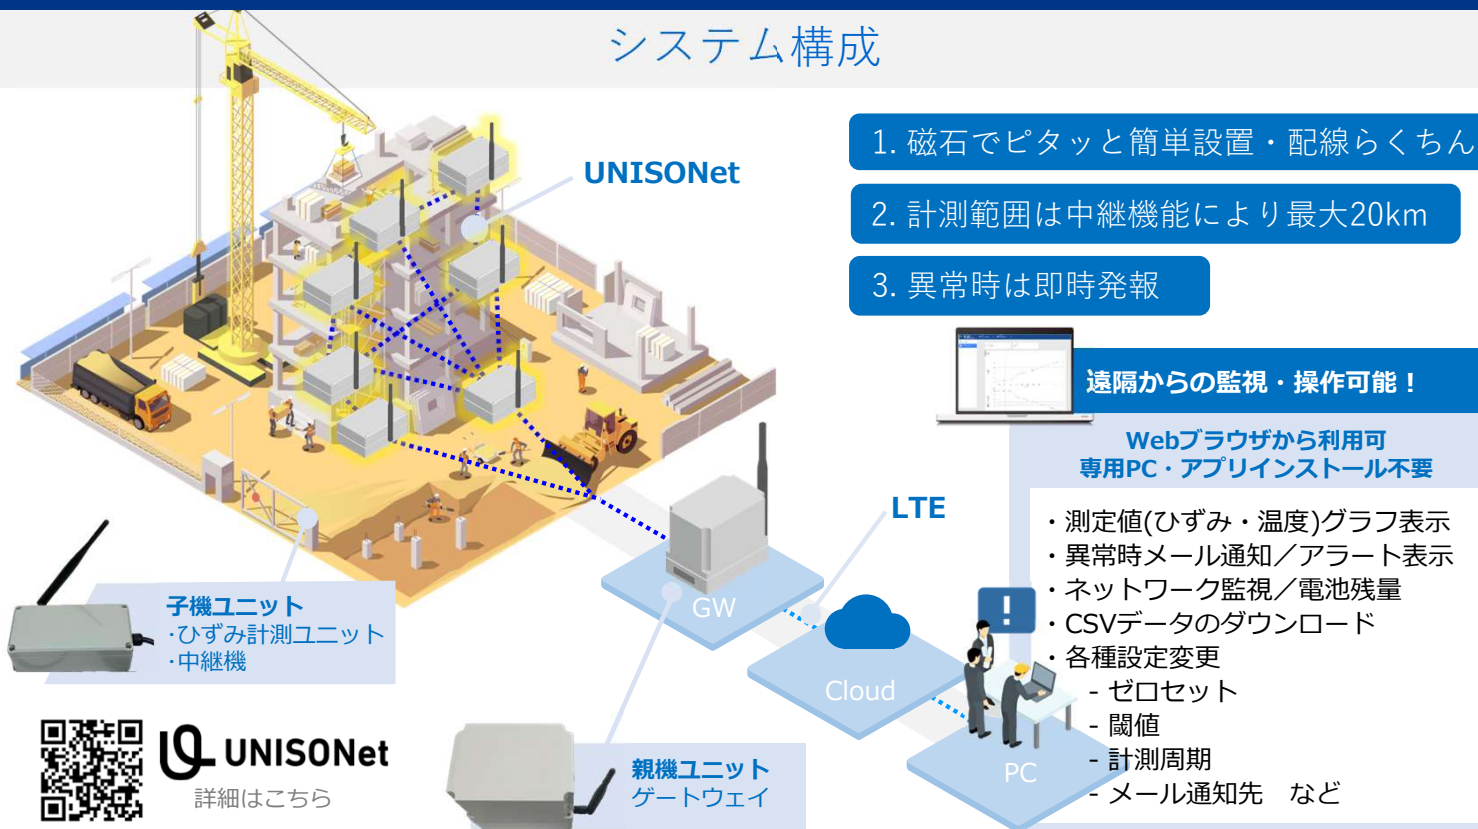 システム構成
UNISONet
1. 磁石でピタッと簡単設置・配線らくちん
2. 計測範囲は中継機能により最大20km
3. 異常時は即時発報
遠隔からの監視・操作可能！
Webブラウザから利用可
専用PC・アプリインストール不要
・測定値(ひずみ・温度)グラフ表示
・異常時メール通知／アラート表示
・ネットワーク監視／電池残量
・CSVデータのダウンロード
・各種設定変更
- ゼロセット
- 閾値
- 計測周期
- メール通知先　など
LTE
GW
Cloud
PC
!
子機ユニット
･ひずみ計測ユニット
･中継機
親機ユニット
ゲートウェイ
UNISONet
詳細はこちら